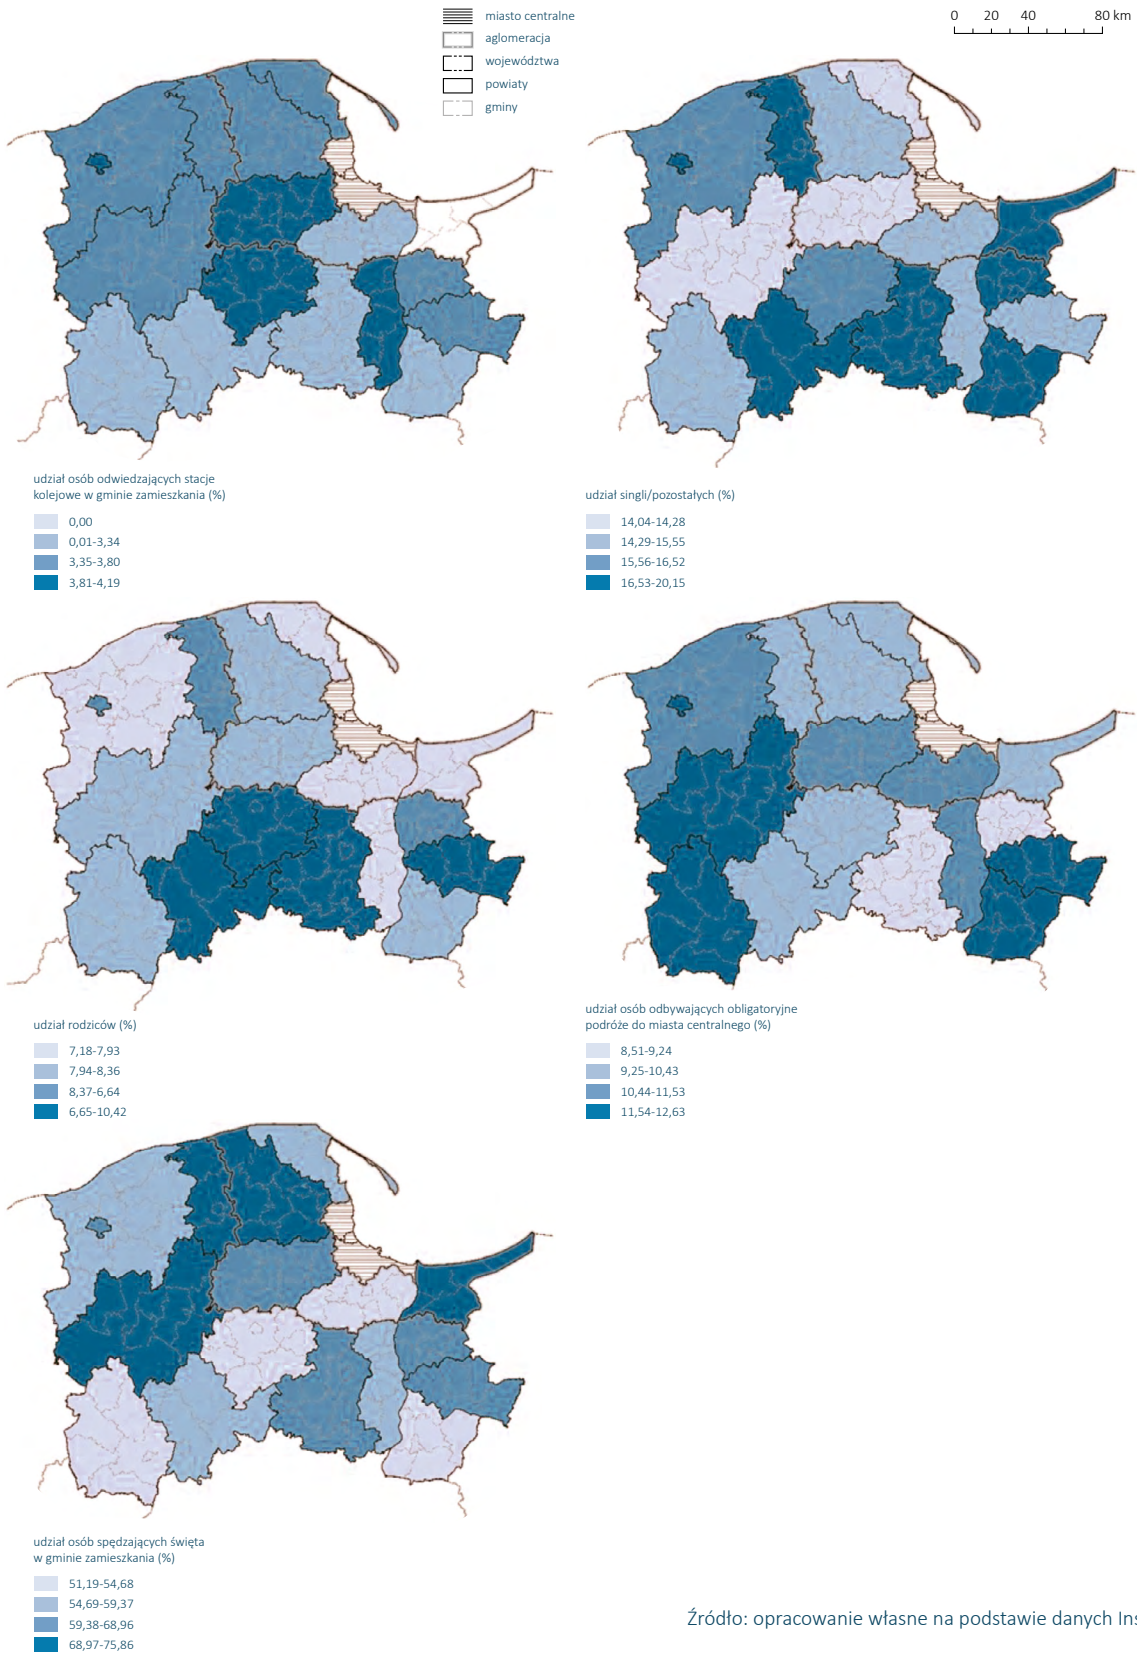 miasto centralne
aglomeracja
województwa
powiaty
gminy
0 20 40 80 km
udział osób odwiedzających stacje
kolejowe w gminie zamieszkania (%)
0,00
0,01-3,34
3,35-3,80
3,81-4,19
udział singli/pozostałych (%)
14,04-14,28
14,29-15,55
15,56-16,52
16,53-20,15
udział rodziców (%)
7,18-7,93
7,94-8,36
8,37-6,64
6,65-10,42
udział osób odbywających obligatoryjne
podróże do miasta centralnego (%)
8,51-9,24
9,25-10,43
10,44-11,53
11,54-12,63
udział osób spędzających święta
w gminie zamieszkania (%)
51,19-54,68
54,69-59,37
59,38-68,96
68,97-75,86
Źródło: opracowanie własne na podstawie danych Ins